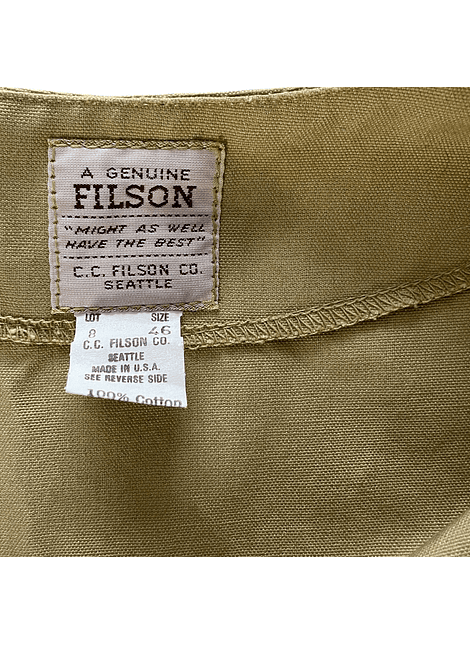 A GENUINE
FILSON
"MIGHT AS WELL
HAVE THE BEST"
C.C. FILSON CO.
SEATTLE
LOT SIZE
8 46
C.C. FILSON CO.
SEATTLE
MADE IN U.S.A.
SEE REVERSE SIDE
100% Cotton